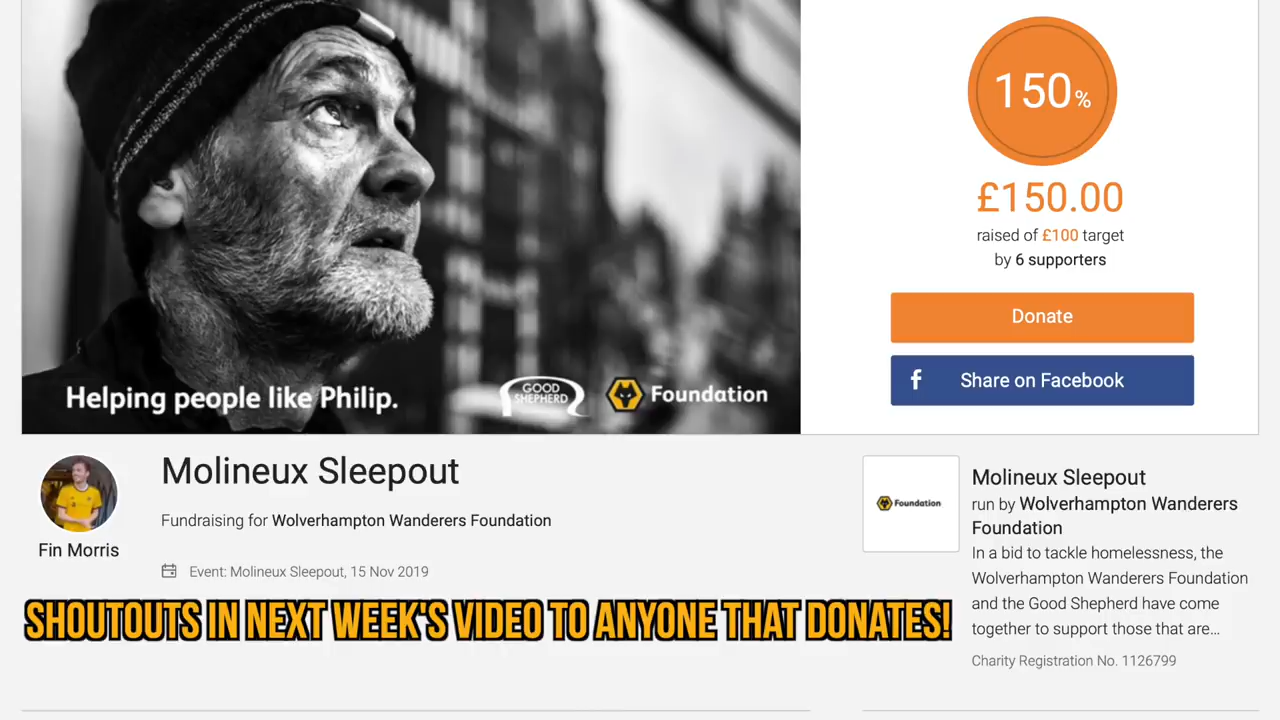 150%
£150.00
raised of £100 target
by 6 supporters
Donate
f Share on Facebook
Helping people like Philip.
GOOD
SHEPHERD
Foundation
Fin Morris
Molineux Sleepout
Fundraising for Wolverhampton Wanderers Foundation
Event: Molineux Sleepout, 15 Nov 2019
SHOUTOUTS IN NEXT WEEK'S VIDEO TO ANYONE THAT DONATES!
Foundation
Molineux Sleepout
run by Wolverhampton Wanderers
Foundation
In a bid to tackle homelessness, the
Wolverhampton Wanderers Foundation
and the Good Shepherd have come
together to support those that are...
Charity Registration No. 1126799